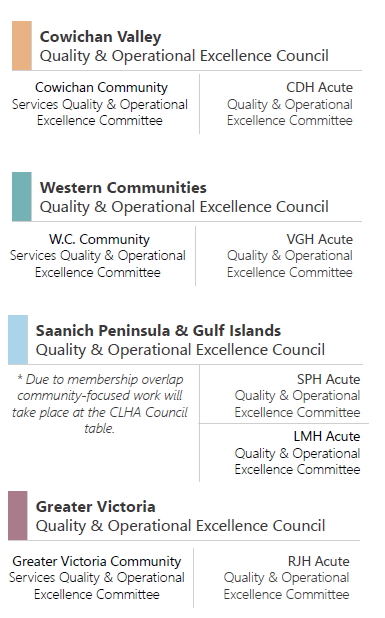 Cowichan Valley
Quality & Operational Excellence Council
Cowichan Community
Services Quality & Operational
Excellence Committee
CDH Acute
Quality & Operational
Excellence Committee
Western Communities
Quality & Operational Excellence Council
W.C. Community
Services Quality & Operational
Excellence Committee
VGH Acute
Quality & Operational
Excellence Committee
Saanich Peninsula & Gulf Islands
Quality & Operational Excellence Council
* Due to membership overlap
community-focused work will
take place at the CLHA Council
table.
SPH Acute
Quality & Operational
Excellence Committee
LMH Acute
Quality & Operational
Excellence Committee
Greater Victoria
Quality & Operational Excellence Council
Greater Victoria Community
Services Quality & Operational
Excellence Committee
RJH Acute
Quality & Operational
Excellence Committee